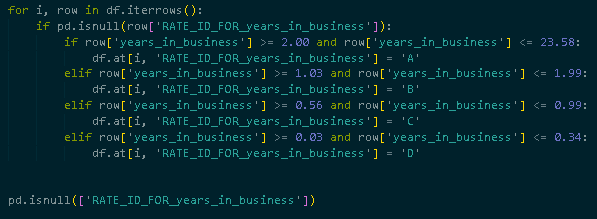 for i, row in df.iterrows():
    if pd.isnull(row['RATE_ID_FOR_years_in_business']):
        if row['years_in_business'] >= 2.00 and row['years_in_business'] <= 23.58:
            df.at[i, 'RATE_ID_FOR_years_in_business'] = 'A'
        elif row['years_in_business'] >= 1.03 and row['years_in_business'] <= 1.99:
            df.at[i, 'RATE_ID_FOR_years_in_business'] = 'B'
        elif row['years_in_business'] >= 0.56 and row['years_in_business'] <= 0.99:
            df.at[i, 'RATE_ID_FOR_years_in_business'] = 'C'
        elif row['years_in_business'] >= 0.03 and row['years_in_business'] <= 0.34:
            df.at[i, 'RATE_ID_FOR_years_in_business'] = 'D'
pd.isnull(['RATE_ID_FOR_years_in_business'])